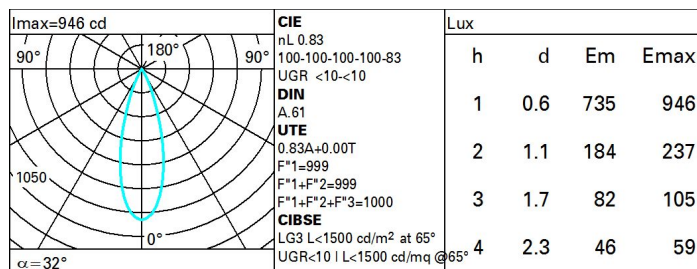 Imax=946 cd
90° 180° 90°
1050
0°
α=32°
CIE
nL 0.83
100-100-100-100-83
UGR <10-<10
DIN
A.61
UTE
0.83A+0.00T
F"1=999
F"1+F"2=999
F"1+F"2+F"3=1000
CIBSE
LG3 L<1500 cd/m² at 65°
UGR<10 | L<1500 cd/mq @65°
Lux
h d Em Emax
1 0.6 735 946
2 1.1 184 237
3 1.7 82 105
4 2.3 46 59